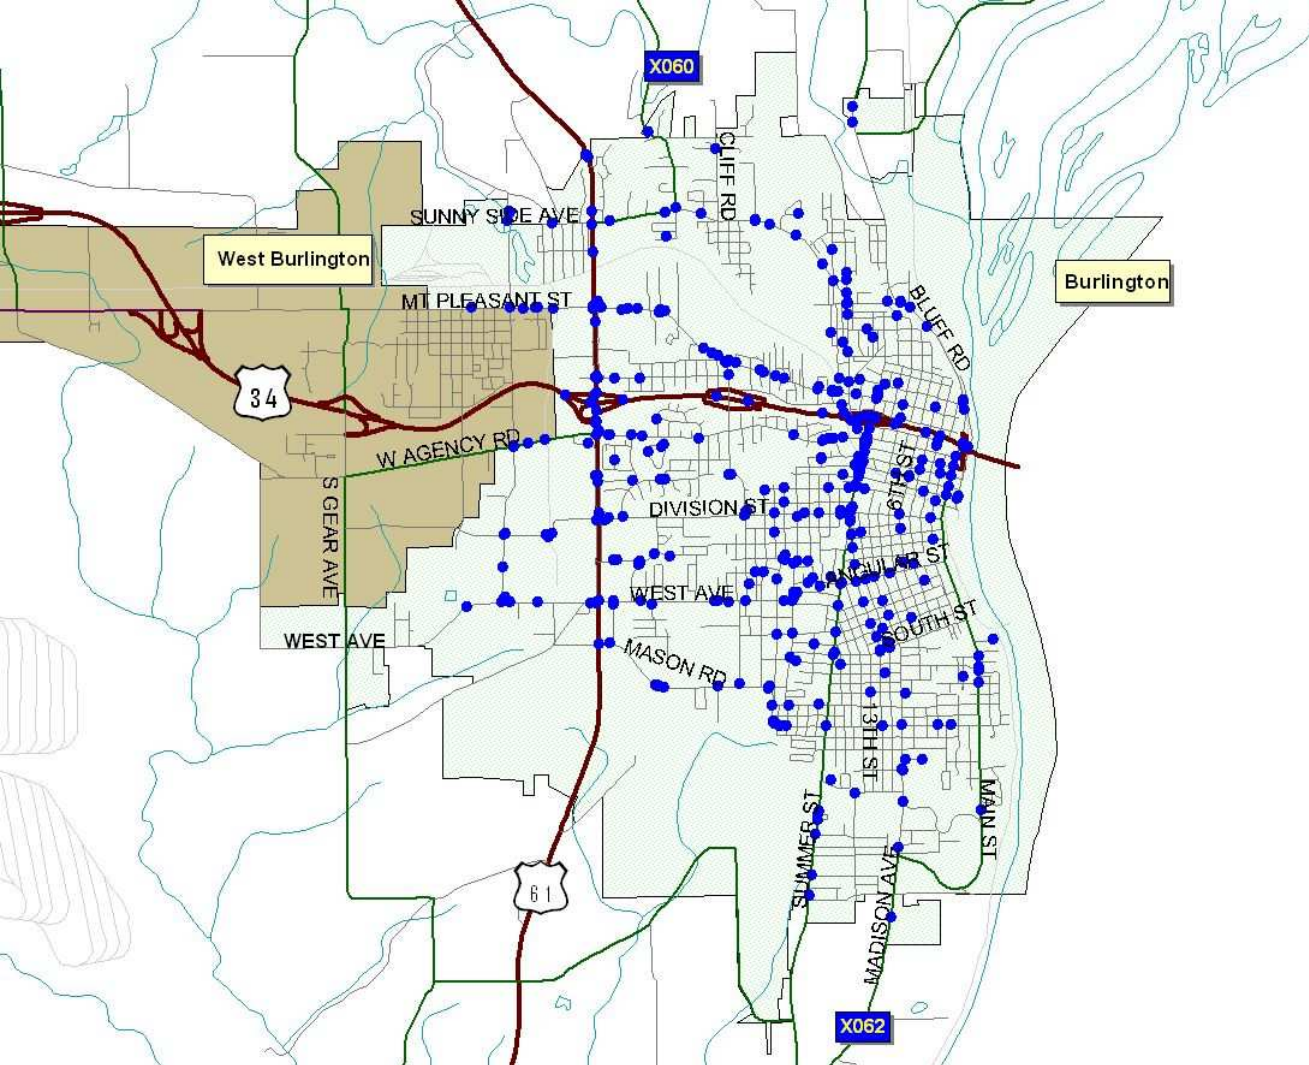 X060
CLIFF RD
SUNNY SIDE AVE
West Burlington
Burlington
MT PLEASANT ST
BLUFF RD
34
W AGENCY RD
S GEAR AVE
DIVISION ST
ANGULAR ST
WEST AVE
SOUTH ST
WEST AVE
MASON RD
13TH ST
MAIN ST
SUMMER ST
61
MADISON AVE
X062